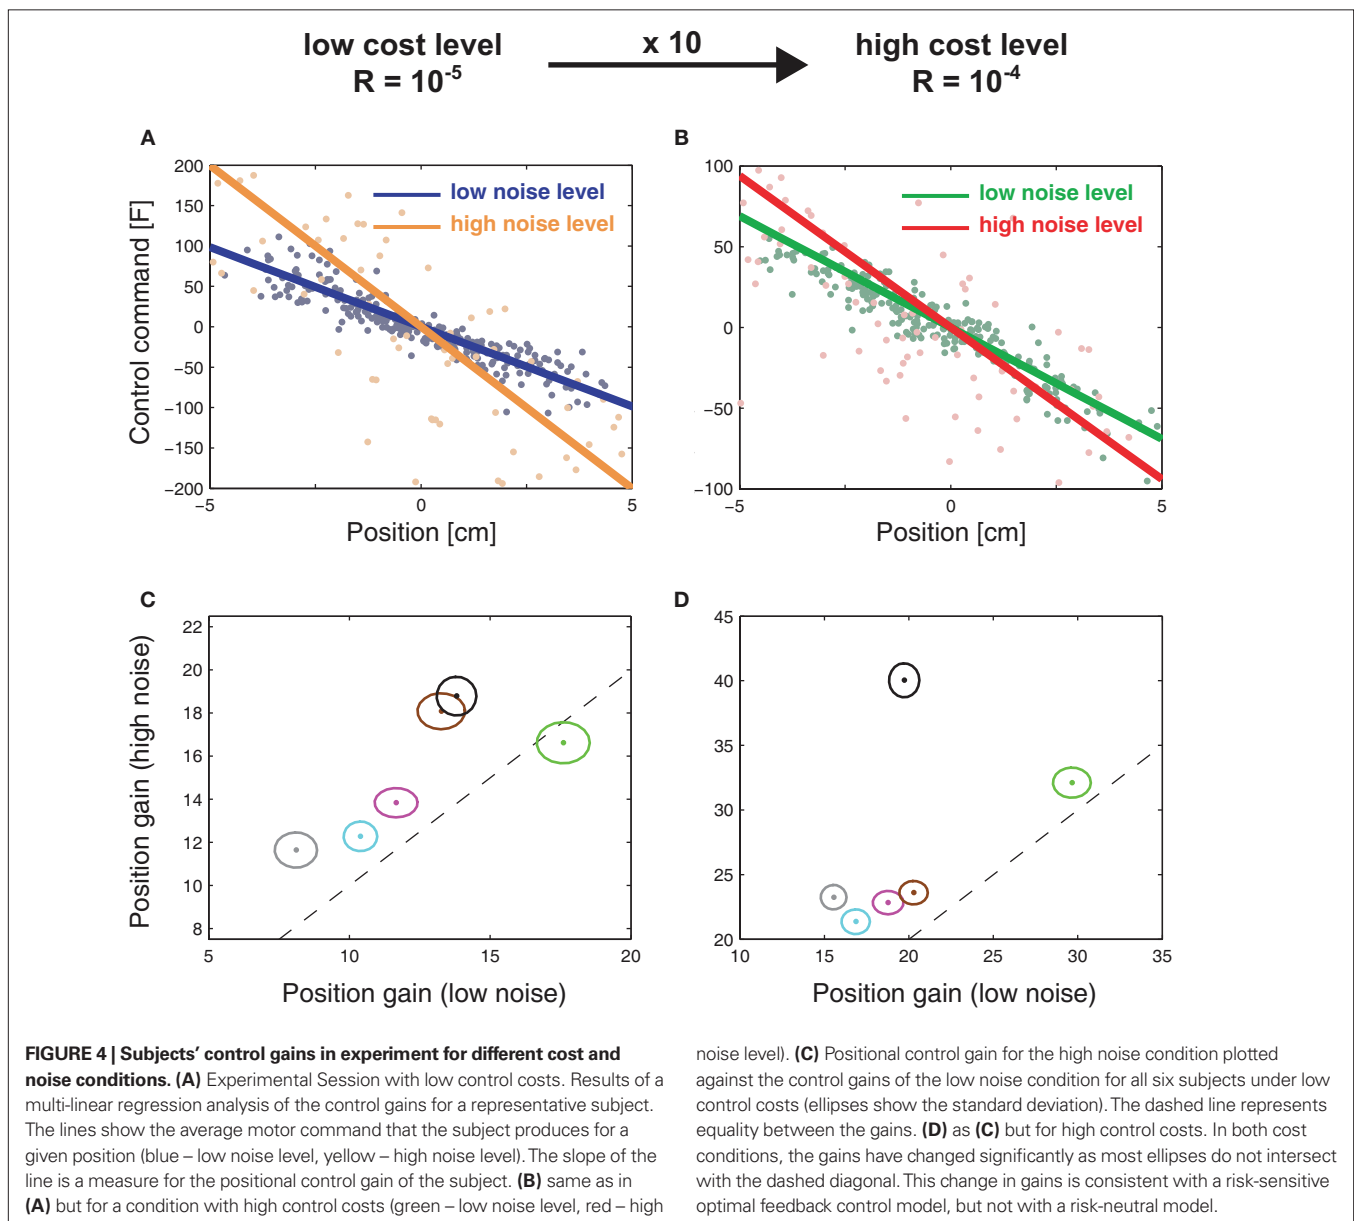 low cost level
R = 10⁻⁵
x 10
high cost level
R = 10⁻⁴
A
200
150
100
50
0
−50
−100
−150
−200
−5
0
5
Control command [F]
Position [cm]
low noise level
high noise level
B
100
50
0
−50
−100
−5
0
5
Position [cm]
low noise level
high noise level
C
22
20
18
16
14
12
10
8
5
10
15
20
Position gain (high noise)
Position gain (low noise)
D
45
40
35
30
25
20
10
15
20
25
30
35
Position gain (low noise)
FIGURE 4 | Subjects’ control gains in experiment for different cost and
noise conditions. (A) Experimental Session with low control costs. Results of a
multi-linear regression analysis of the control gains for a representative subject.
The lines show the average motor command that the subject produces for a
given position (blue – low noise level, yellow – high noise level). The slope of the
line is a measure for the positional control gain of the subject. (B) same as in
(A) but for a condition with high control costs (green – low noise level, red – high
noise level). (C) Positional control gain for the high noise condition plotted
against the control gains of the low noise condition for all six subjects under low
control costs (ellipses show the standard deviation). The dashed line represents
equality between the gains. (D) as (C) but for high control costs. In both cost
conditions, the gains have changed significantly as most ellipses do not intersect
with the dashed diagonal. This change in gains is consistent with a risk-sensitive
optimal feedback control model, but not with a risk-neutral model.